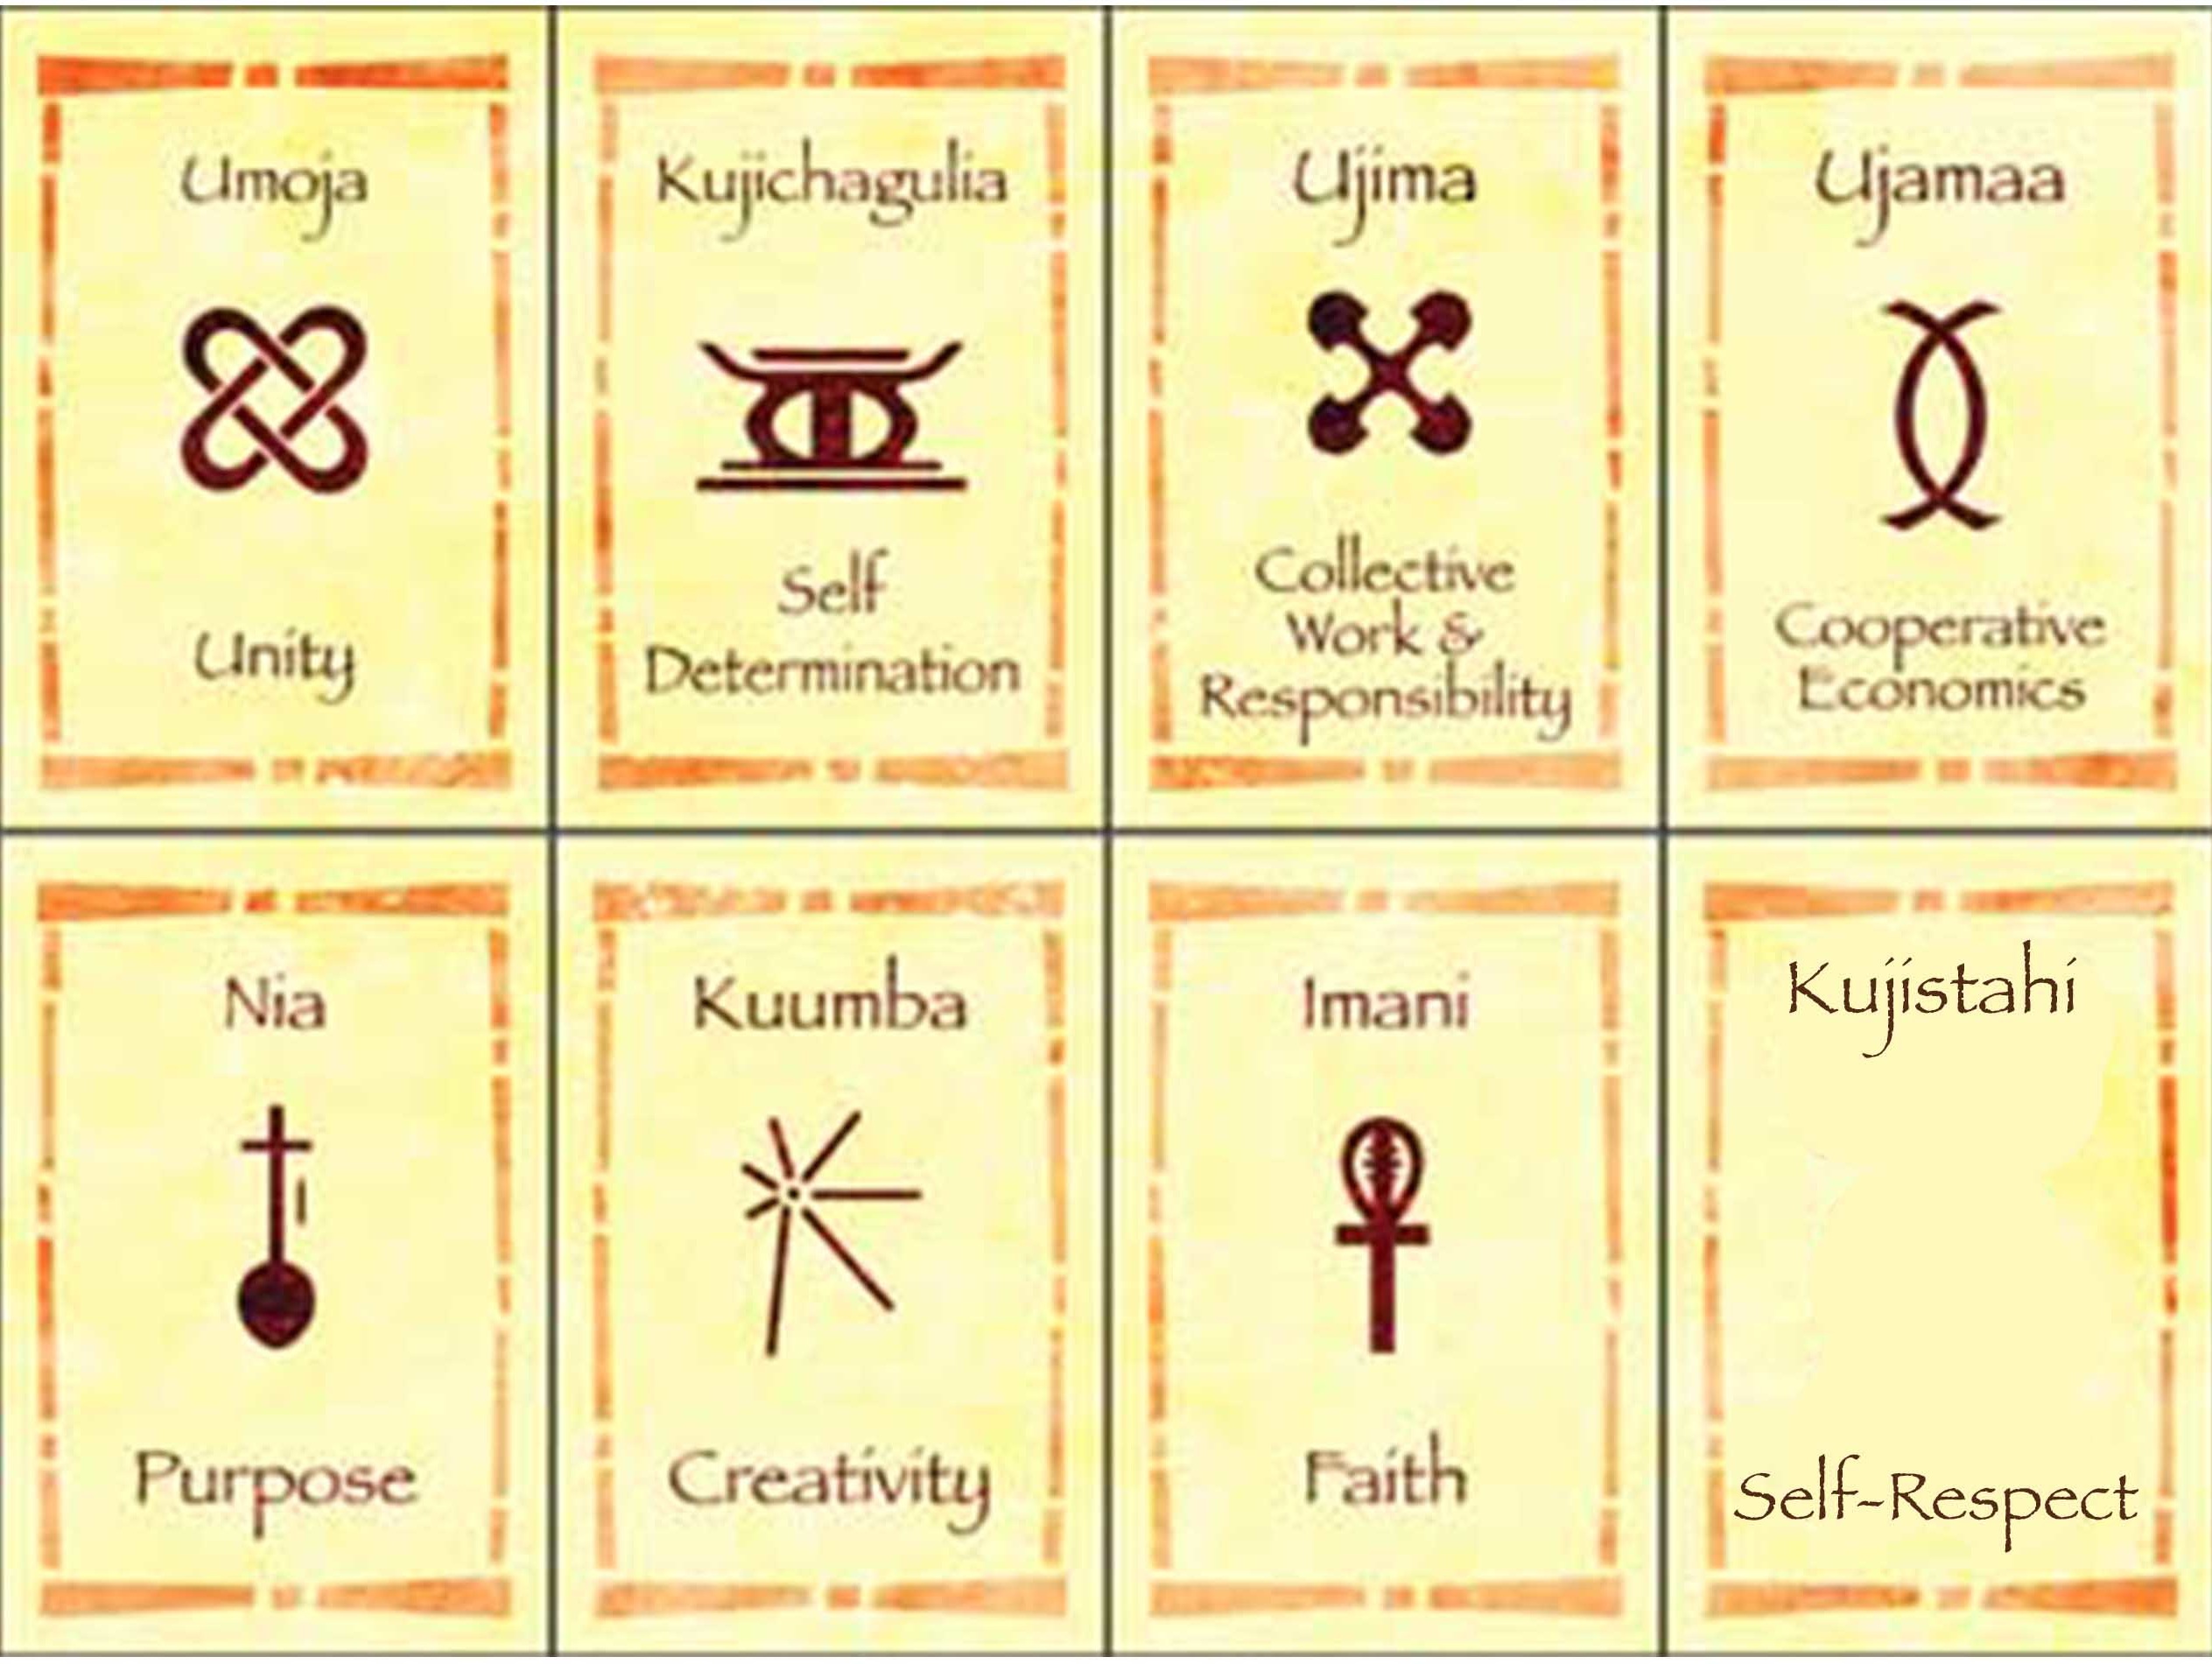 Umoja
Unity
Kujichagulia
Self
Determination
Ujima
Collective
Work &
Responsibility
Ujamaa
Cooperative
Economics
Nia
Purpose
Kuumba
Creativity
Imani
Faith
Kujistahi
Self-Respect